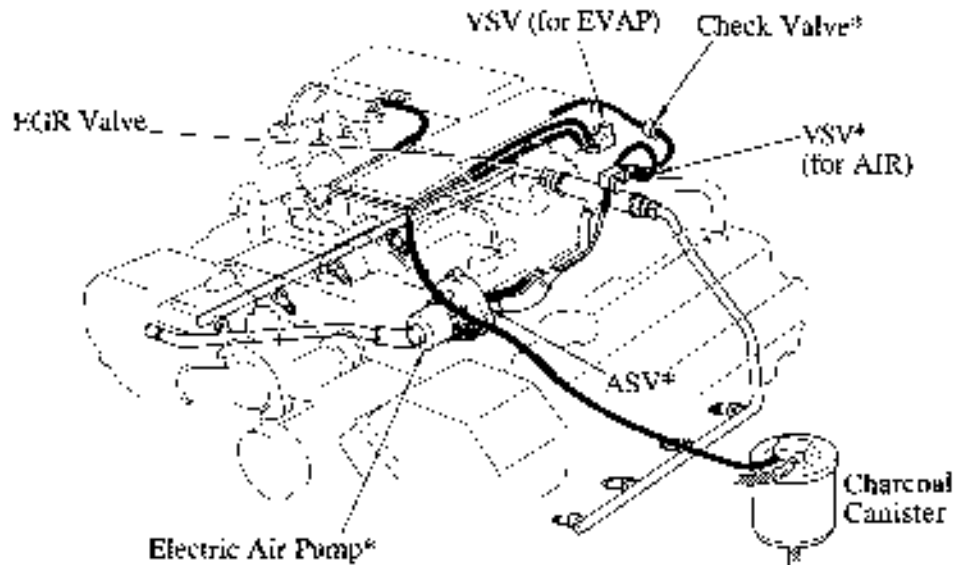 VSV (for EVAP)
Check Valve*
EGR Valve
VSV*
(for AIR)
ASV*
Charcoal
Canister
Electric Air Pump*